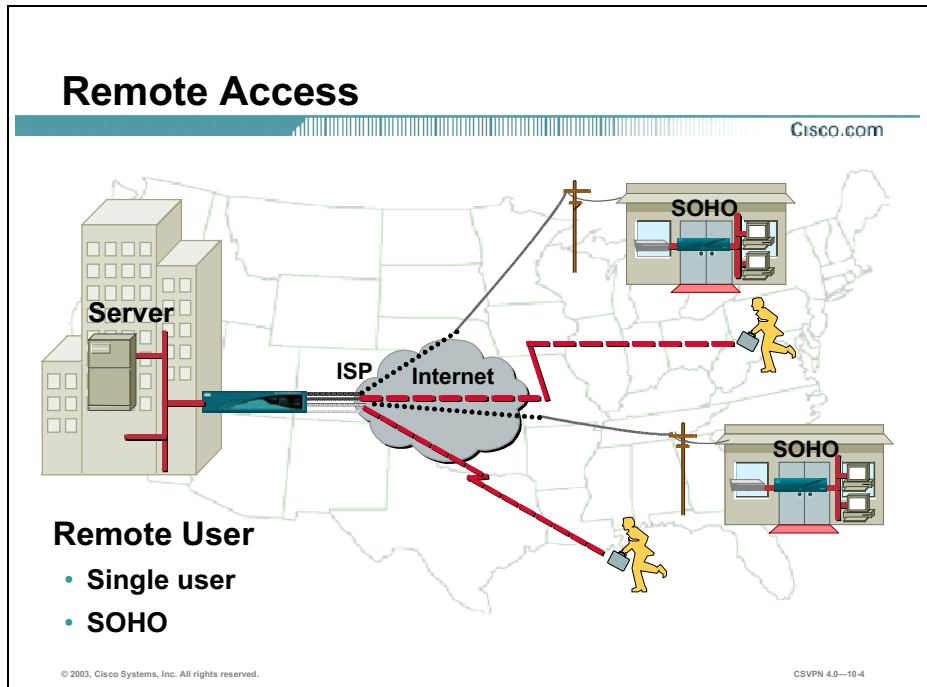 Remote Access
Cisco.com
SOHO
Server
ISP
Internet
SOHO
Remote User
• Single user
• SOHO
© 2003, Cisco Systems, Inc. All rights reserved.
CSVPN 4.0—10-4